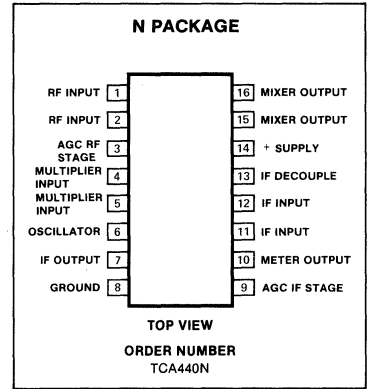 N PACKAGE
RF INPUT 1
RF INPUT 2
AGC RF
STAGE 3
MULTIPLIER
INPUT 4
MULTIPLIER
INPUT 5
OSCILLATOR 6
IF OUTPUT 7
GROUND 8
16 MIXER OUTPUT
15 MIXER OUTPUT
14 + SUPPLY
13 IF DECOUPLE
12 IF INPUT
11 IF INPUT
10 METER OUTPUT
9 AGC IF STAGE
TOP VIEW
ORDER NUMBER
TCA440N